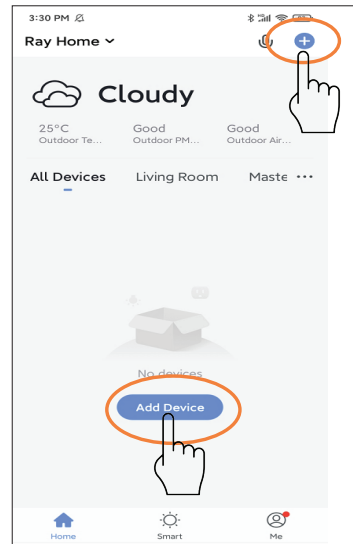 3:30 PM
Ray Home
Cloudy
25°C Good Good
Outdoor Te... Outdoor PM... Outdoor Air...
All Devices Living Room Maste ...
No devices
Add Device
Home Smart Me